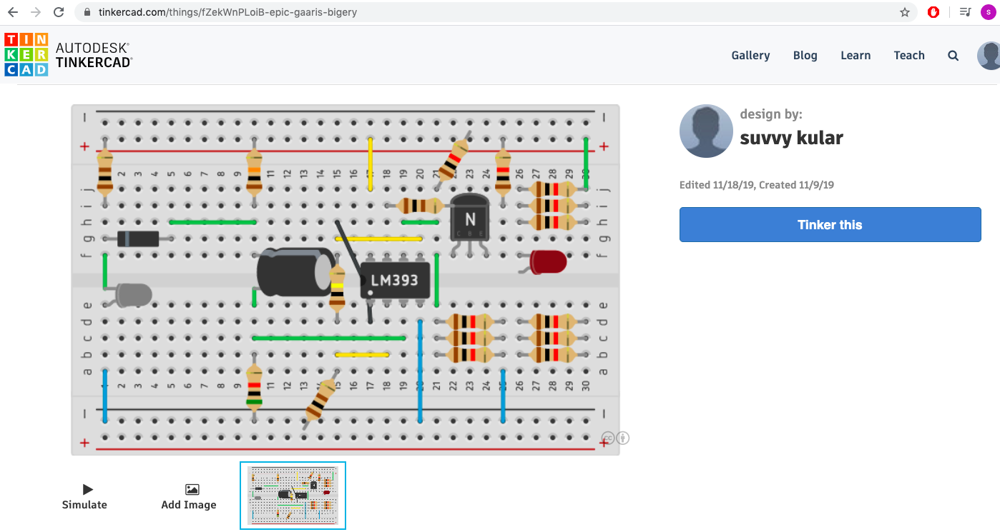 tinkercad.com/things/fZekWnPLoiB-epic-gaaris-bigery
S
TIN
KER
CAD
AUTODESK®
TINKERCAD®
Gallery Blog Learn Teach
design by:
suvvy kular
Edited 11/18/19, Created 11/9/19
Tinker this
− −
+ +
2 3 4 5 6 7 8 9 11 12 13 14 15 16 18 19 20 21 22 23 24 26 27 28 29
j j
i i
h h
g g
f f
N
C B E
LM393
e e
d d
c c
b b
a a
2 3 4 5 6 7 8 9 11 12 13 14 15 16 17 18 19 21 22 23 24 26 27 28 29 30
− −
+ +
cc
Simulate
Add Image